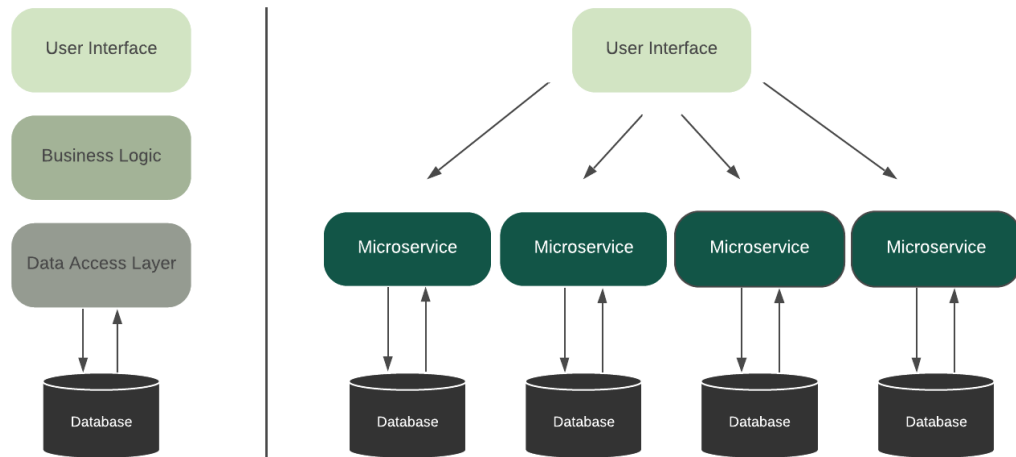 User Interface
Business Logic
Data Access Layer
Database
User Interface
Microservice
Microservice
Microservice
Microservice
Database
Database
Database
Database